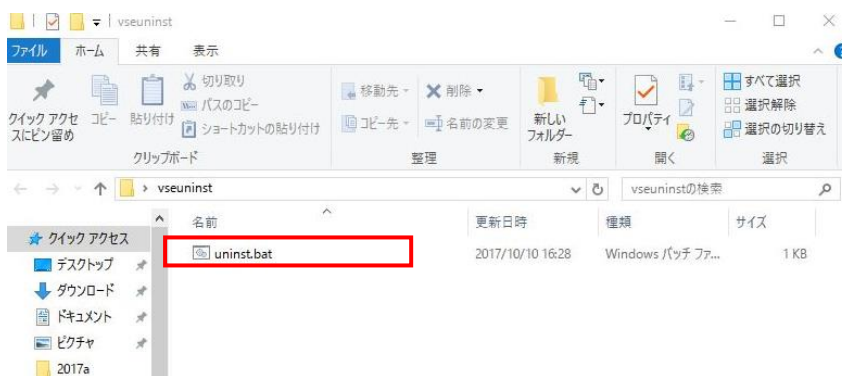 vseuninst
ファイル ホーム 共有 表示
クイック アクセスにピン留め
コピー
貼り付け
切り取り
パスのコピー
ショートカットの貼り付け
クリップボード
移動先
コピー先
削除
名前の変更
整理
新しいフォルダー
新規
プロパティ
開く
すべて選択
選択解除
選択の切り替え
選択
vseuninst
vseuninstの検索
名前 更新日時 種類 サイズ
uninst.bat 2017/10/10 16:28 Windows バッチ ファ... 1 KB
クイック アクセス
デスクトップ
ダウンロード
ドキュメント
ピクチャ
2017a